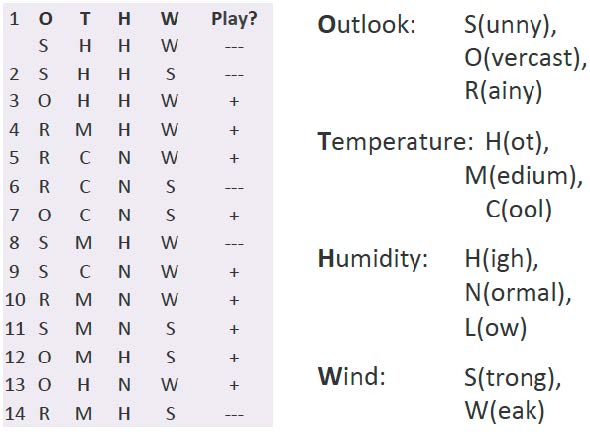 1 O T H W Play?
S H H W ---
2 S H H S ---
3 O H H W +
4 R M H W +
5 R C N W +
6 R C N S ---
7 O C N S +
8 S M H W ---
9 S C N W +
10 R M N W +
11 S M N S +
12 O M H S +
13 O H N W +
14 R M H S ---
Outlook: S(unny),
O(vercast),
R(ainy)
Temperature: H(ot),
M(edium),
C(ool)
Humidity: H(igh),
N(ormal),
L(ow)
Wind: S(trong),
W(eak)